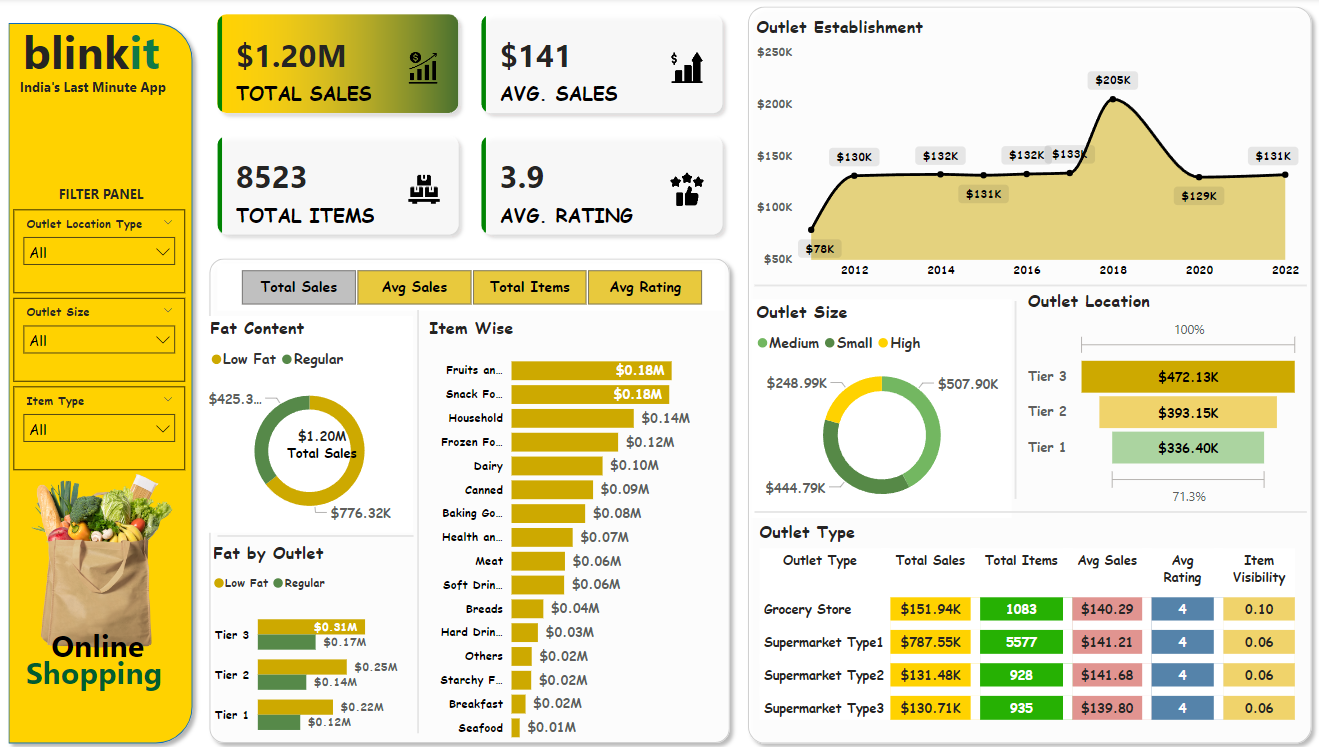 blinkit
India's Last Minute App
FILTER PANEL
Outlet Location Type
All
Outlet Size
All
Item Type
All
Online
Shopping
$1.20M
TOTAL SALES
$141
AVG. SALES
8523
TOTAL ITEMS
3.9
AVG. RATING
Total Sales Avg Sales Total Items Avg Rating
Fat Content
Low Fat Regular
$425.3...
$1.20M
Total Sales
$776.32K
Fat by Outlet
Low Fat Regular
Tier 3 $0.31M
$0.17M
Tier 2 $0.25M
$0.14M
Tier 1 $0.22M
$0.12M
Item Wise
Fruits an... $0.18M
Snack Fo... $0.18M
Household $0.14M
Frozen Fo... $0.12M
Dairy $0.10M
Canned $0.09M
Baking Go... $0.08M
Health an... $0.07M
Meat $0.06M
Soft Drin... $0.06M
Breads $0.04M
Hard Drin... $0.03M
Others $0.02M
Starchy F... $0.02M
Breakfast $0.02M
Seafood $0.01M
Outlet Establishment
$250K
$200K
$150K
$100K
$50K
$78K
$130K
$132K
$131K
$132K
$133K
$205K
$129K
$131K
2012 2014 2016 2018 2020 2022
Outlet Size
Medium Small High
$248.99K
$507.90K
$444.79K
Outlet Location
100%
Tier 3 $472.13K
Tier 2 $393.15K
Tier 1 $336.40K
71.3%
Outlet Type
Outlet Type Total Sales Total Items Avg Sales Avg Rating Item Visibility
Grocery Store $151.94K 1083 $140.29 4 0.10
Supermarket Type1 $787.55K 5577 $141.21 4 0.06
Supermarket Type2 $131.48K 928 $141.68 4 0.06
Supermarket Type3 $130.71K 935 $139.80 4 0.06